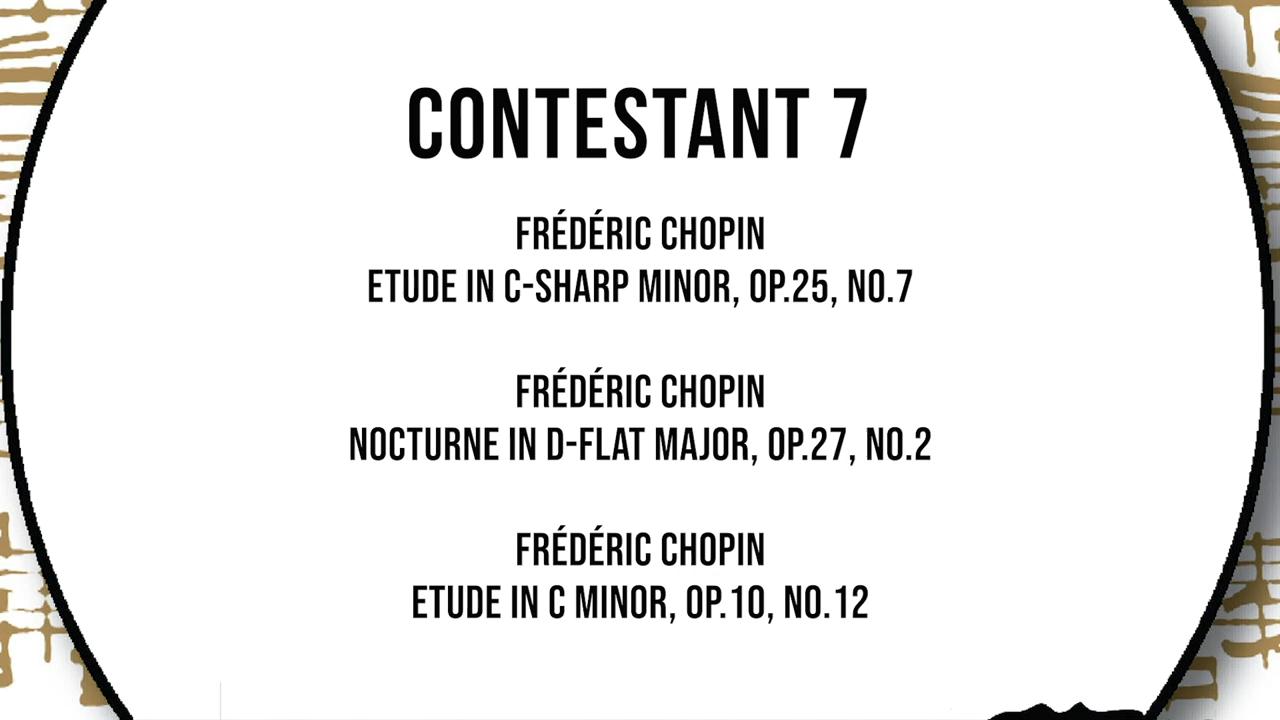 CONTESTANT 7
FRÉDÉRIC CHOPIN
ETUDE IN C-SHARP MINOR, OP.25, NO.7
FRÉDÉRIC CHOPIN
NOCTURNE IN D-FLAT MAJOR, OP.27, NO.2
FRÉDÉRIC CHOPIN
ETUDE IN C MINOR, OP.10, NO.12